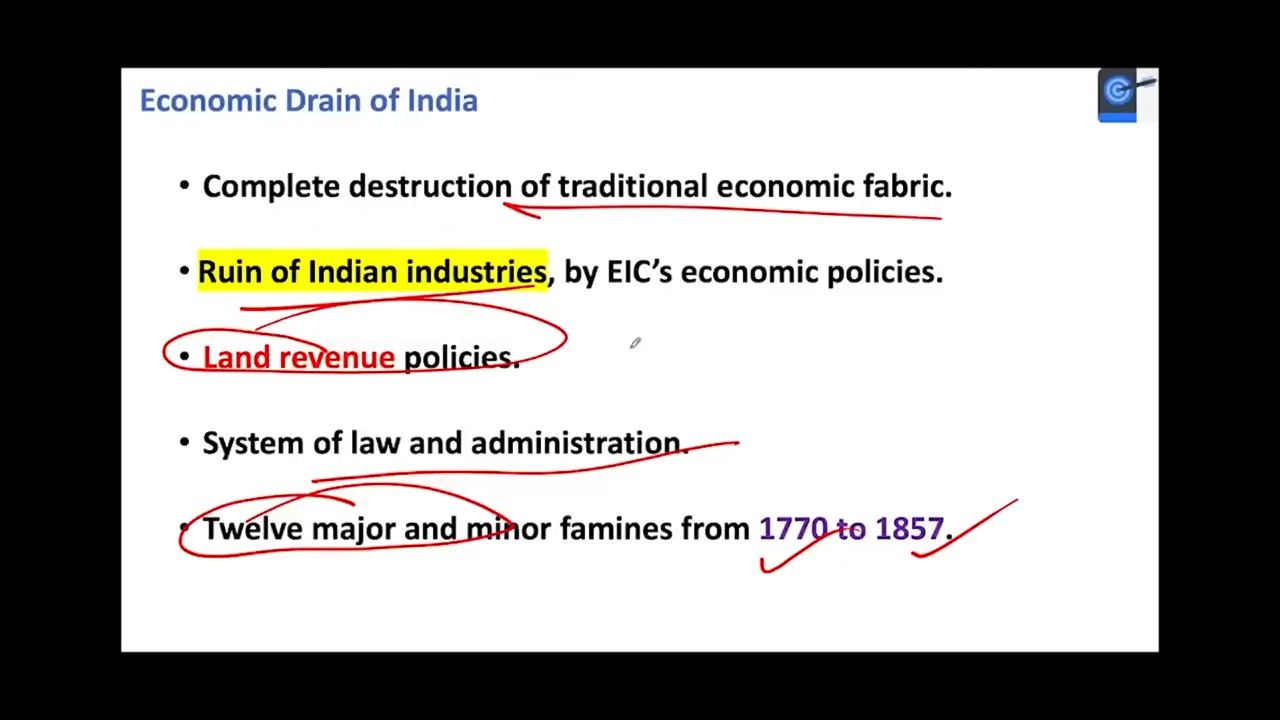 Economic Drain of India
• Complete destruction of traditional economic fabric.
• Ruin of Indian industries, by EIC's economic policies.
• Land revenue policies.
• System of law and administration.
• Twelve major and minor famines from 1770 to 1857.